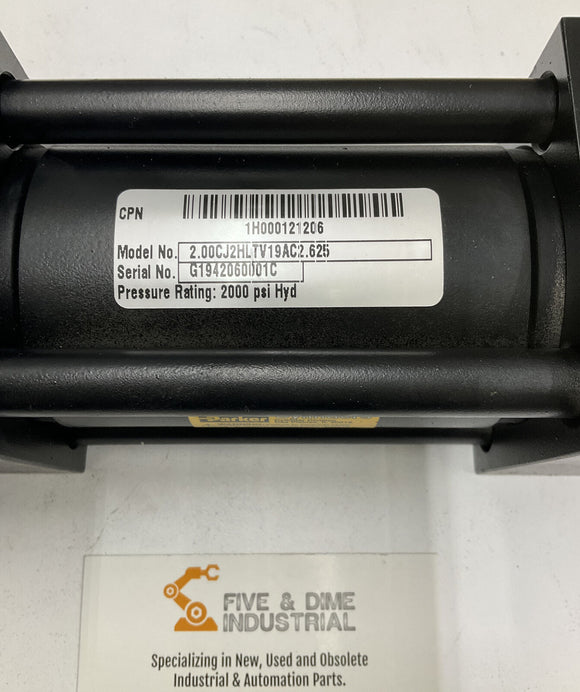 CPN
1H000121206
Model No. 2.00CJ2HLTV19AC2.625
Serial No. G1942060D01C
Pressure Rating: 2000 psi Hyd
Parker
FIVE & DIME
INDUSTRIAL
Specializing in New, Used and Obsolete
Industrial & Automation Parts.